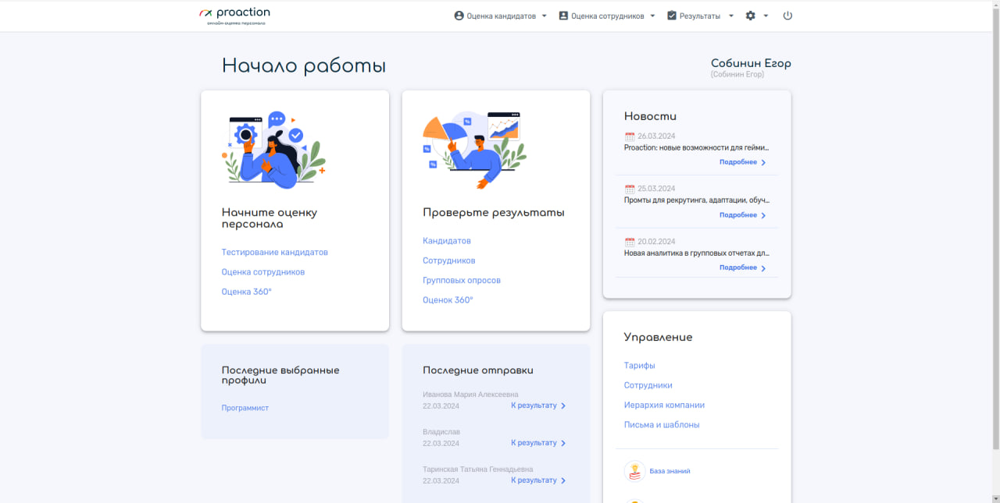 proaction
онлайн-оценка персонала
Оценка кандидатов
Оценка сотрудников
Результаты
Начало работы
Собинин Егор
(Собинин Егор)
Начните оценку
персонала
Тестирование кандидатов
Оценка сотрудников
Оценка 360°
Проверьте результаты
Кандидатов
Сотрудников
Групповых опросов
Оценок 360°
Новости
26.03.2024
Proaction: новые возможности для гейми...
Подробнее
25.03.2024
Промты для рекрутинга, адаптации, обуч...
Подробнее
20.02.2024
Новая аналитика в групповых отчетах дл...
Подробнее
Последние выбранные
профили
Программист
Последние отправки
Иванова Мария Алексеевна
22.03.2024 К результату
Владислав
22.03.2024 К результату
Таринская Татьяна Геннадьевна
22.03.2024 К результату
Управление
Тарифы
Сотрудники
Иерархия компании
Письма и шаблоны
База знаний